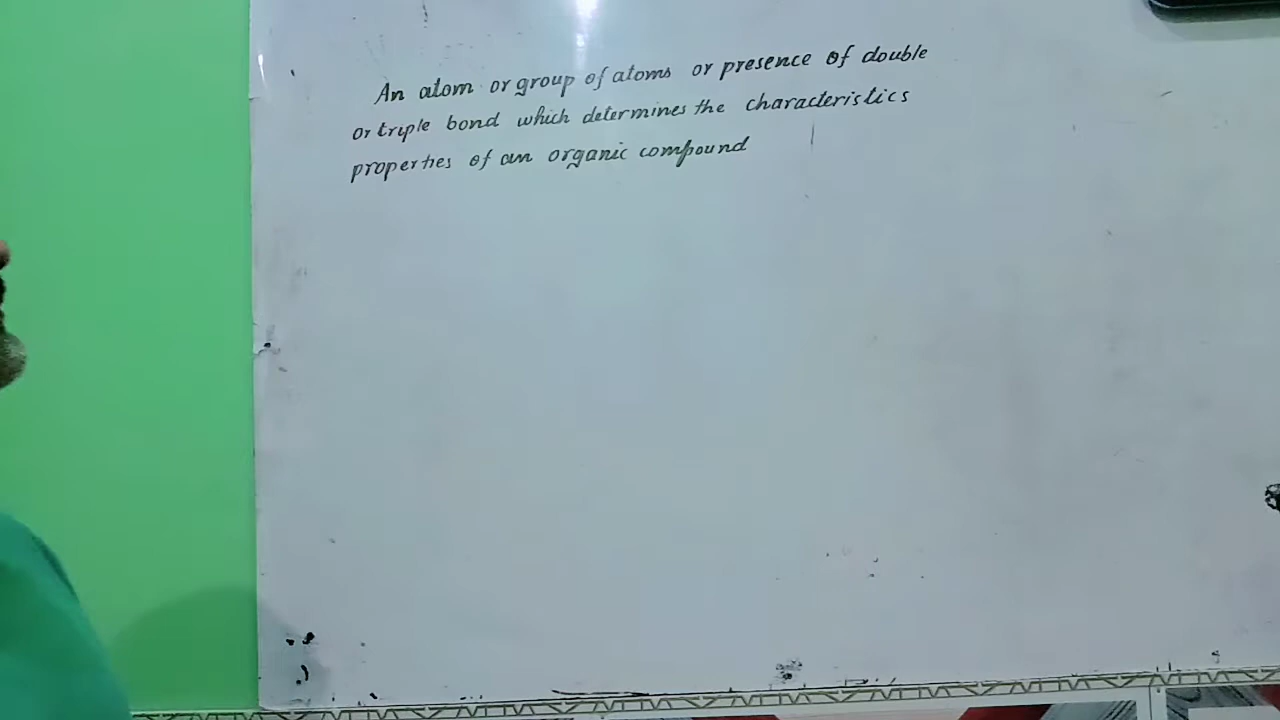 An atom or group of atoms or presence of double
or triple bond which determines the characteristics
properties of an organic compound